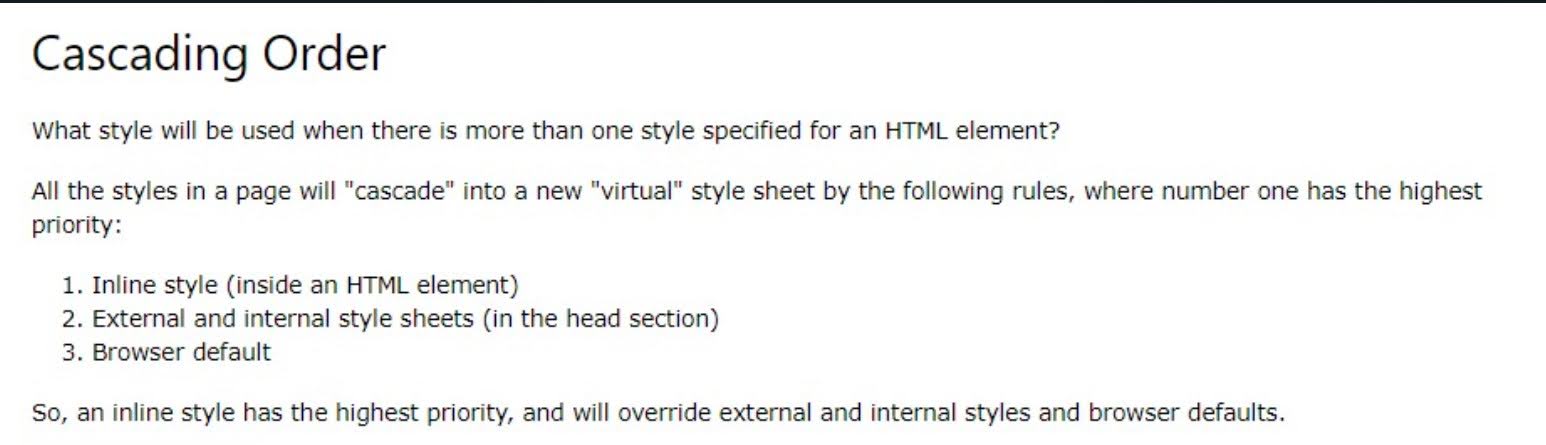 Cascading Order
What style will be used when there is more than one style specified for an HTML element?
All the styles in a page will "cascade" into a new "virtual" style sheet by the following rules, where number one has the highest
priority:
1. Inline style (inside an HTML element)
2. External and internal style sheets (in the head section)
3. Browser default
So, an inline style has the highest priority, and will override external and internal styles and browser defaults.